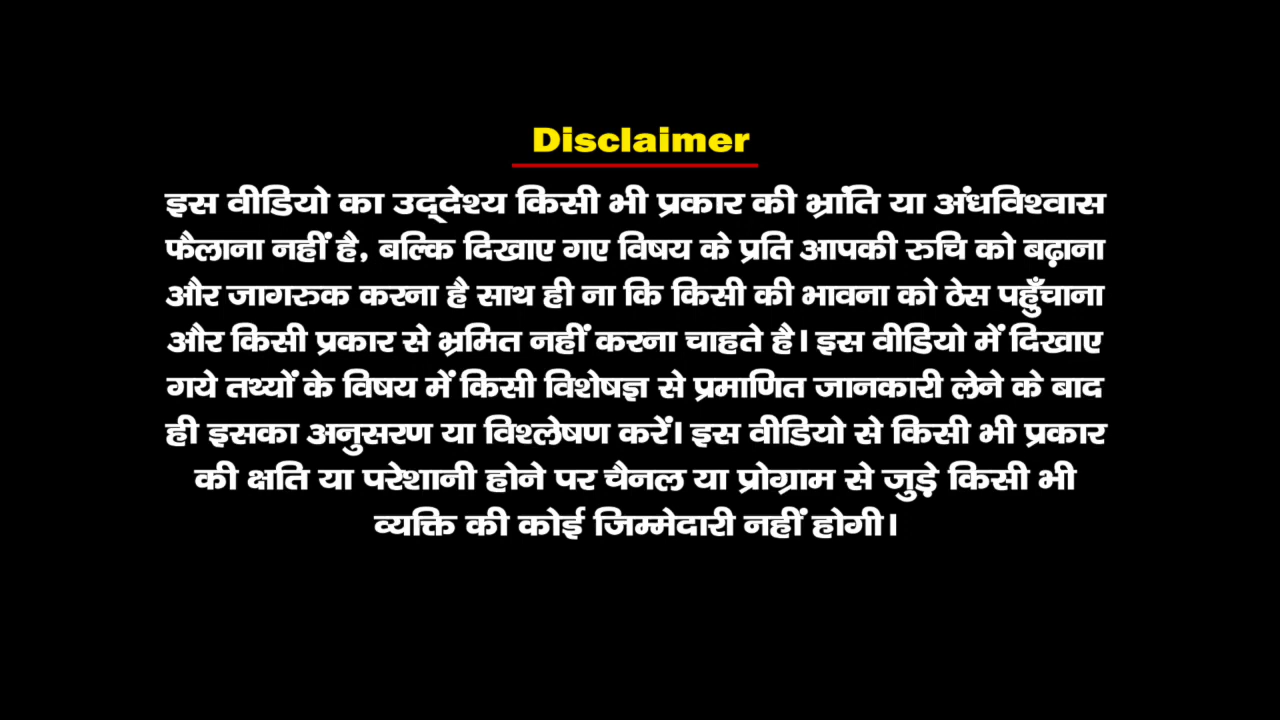 Disclaimer
इस वीडियो का उद्‌देश्य किसी भी प्रकार की भ्रांति या अंधविश्वास
फैलाना नहीं है, बल्कि दिखाए गए विषय के प्रति आपकी रुचि को बढ़ाना
और जागरुक करना है साथ ही ना कि किसी की भावना को ठेस पहुँचाना
और किसी प्रकार से भ्रमित नहीं करना चाहते है। इस वीडियो में दिखाए
गये तथ्यों के विषय में किसी विशेषज्ञ से प्रमाणित जानकारी लेने के बाद
ही इसका अनुसरण या विश्लेषण करें। इस वीडियो से किसी भी प्रकार
की क्षति या परेशानी होने पर चैनल या प्रोग्राम से जुड़े किसी भी
व्यक्ति की कोई जिम्मेदारी नहीं होगी।